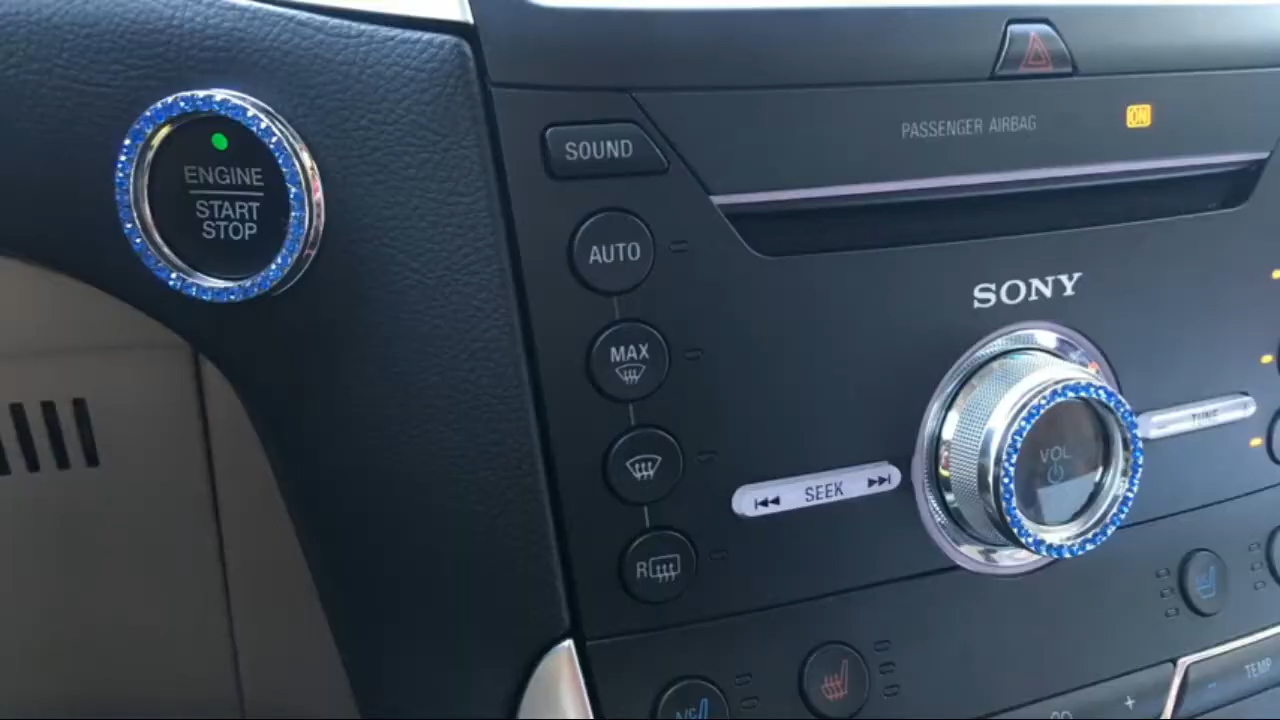 ENGINE
START
STOP
SOUND
PASSENGER AIRBAG
ON
AUTO
SONY
MAX
TUNE
VOL
SEEK
R
A/C
TEMP